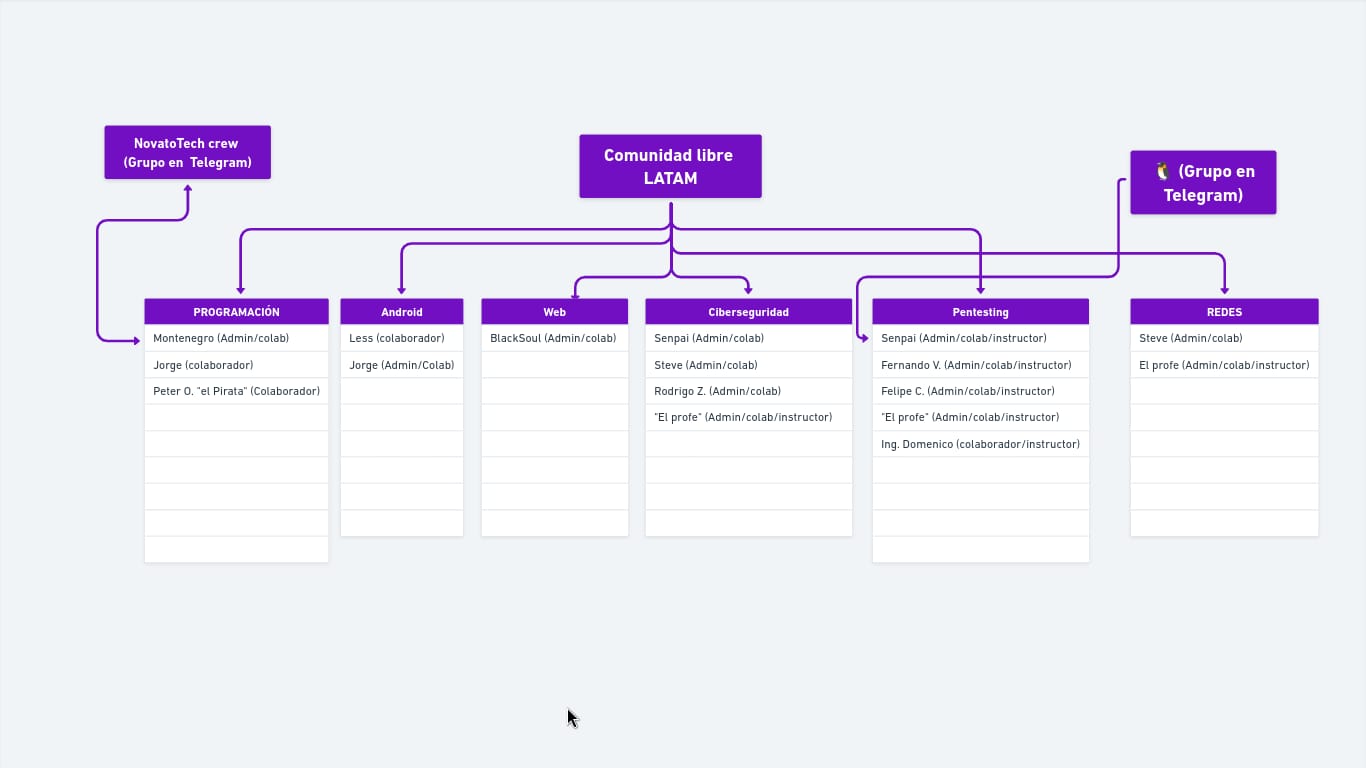 NovatoTech crew
(Grupo en Telegram)
Comunidad libre
LATAM
🐧 (Grupo en
Telegram)
PROGRAMACIÓN
Montenegro (Admin/colab)
Jorge (colaborador)
Peter O. "el Pirata" (Colaborador)
Android
Less (colaborador)
Jorge (Admin/Colab)
Web
BlackSoul (Admin/colab)
Ciberseguridad
Senpai (Admin/colab)
Steve (Admin/colab)
Rodrigo Z. (Admin/colab)
"El profe" (Admin/colab/instructor)
Pentesting
Senpai (Admin/colab/instructor)
Fernando V. (Admin/colab/instructor)
Felipe C. (Admin/colab/instructor)
"El profe" (Admin/colab/instructor)
Ing. Domenico (colaborador/instructor)
REDES
Steve (Admin/colab)
El profe (Admin/colab/instructor)